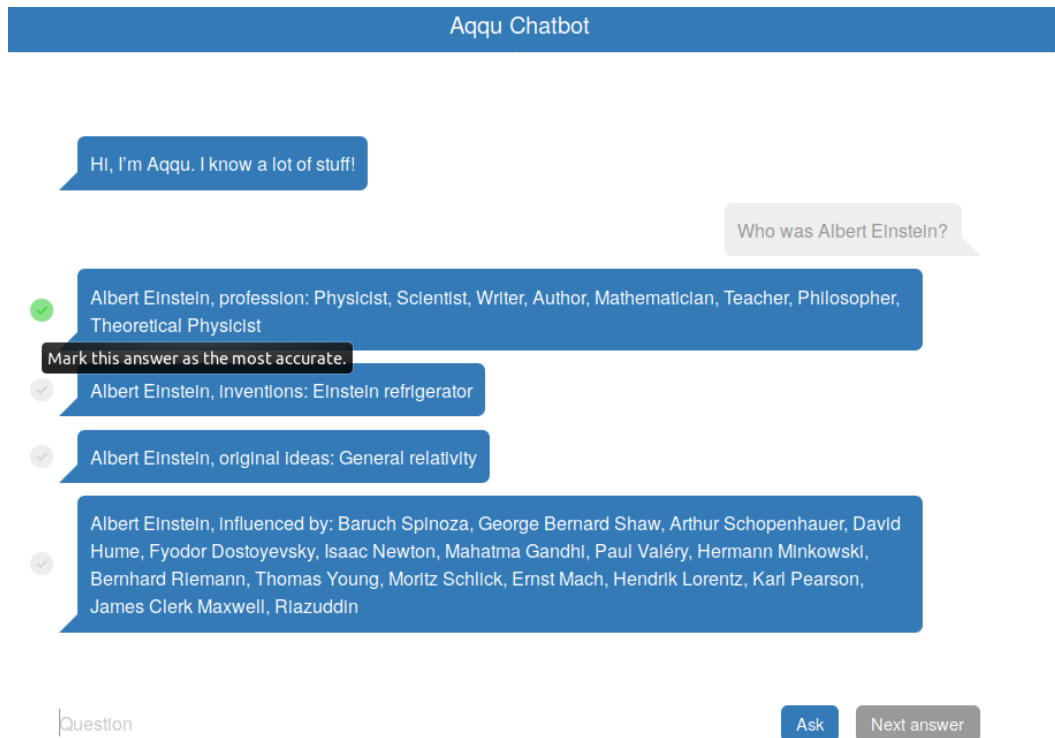 Aqqu Chatbot
Hi, I'm Aqqu. I know a lot of stuff!
Who was Albert Einstein?
Albert Einstein, profession: Physicist, Scientist, Writer, Author, Mathematician, Teacher, Philosopher,
Theoretical Physicist
Mark this answer as the most accurate.
Albert Einstein, inventions: Einstein refrigerator
Albert Einstein, original ideas: General relativity
Albert Einstein, influenced by: Baruch Spinoza, George Bernard Shaw, Arthur Schopenhauer, David
Hume, Fyodor Dostoyevsky, Isaac Newton, Mahatma Gandhi, Paul Valéry, Hermann Minkowski,
Bernhard Riemann, Thomas Young, Moritz Schlick, Ernst Mach, Hendrik Lorentz, Karl Pearson,
James Clerk Maxwell, Riazuddin
Question
Ask
Next answer